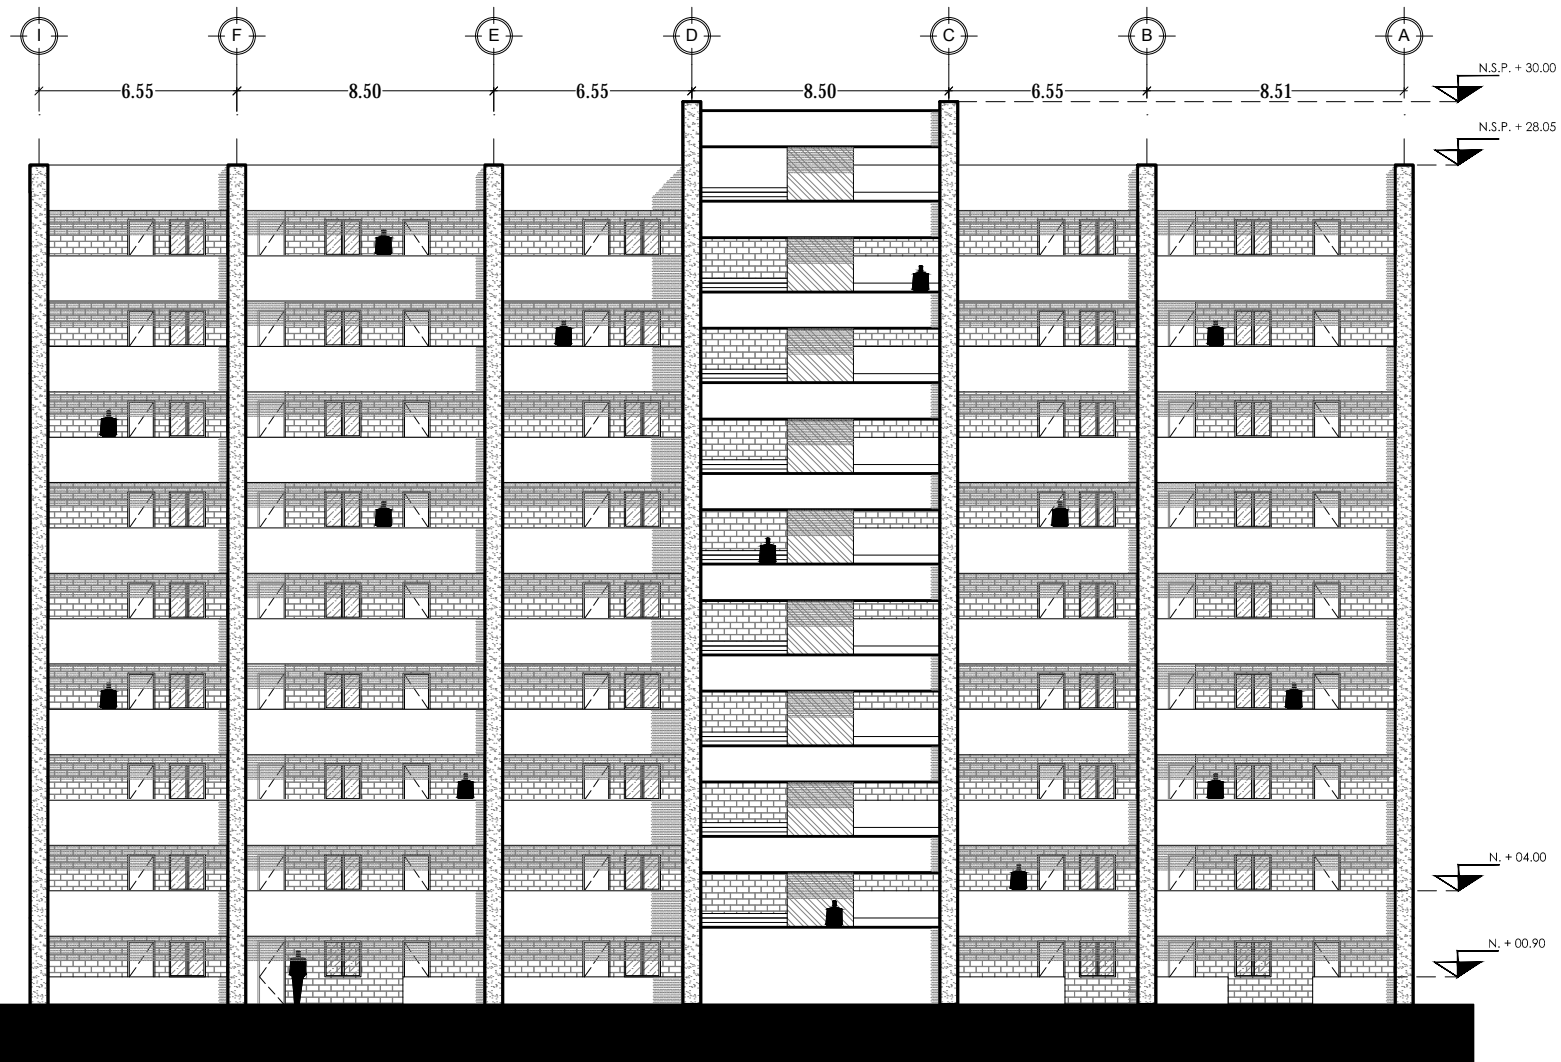 I F E D C B A
N.S.P. + 30.00
6.55 8.50 6.55 8.50 6.55 8.51
N.S.P. + 28.05
N. + 04.00
N. + 00.90